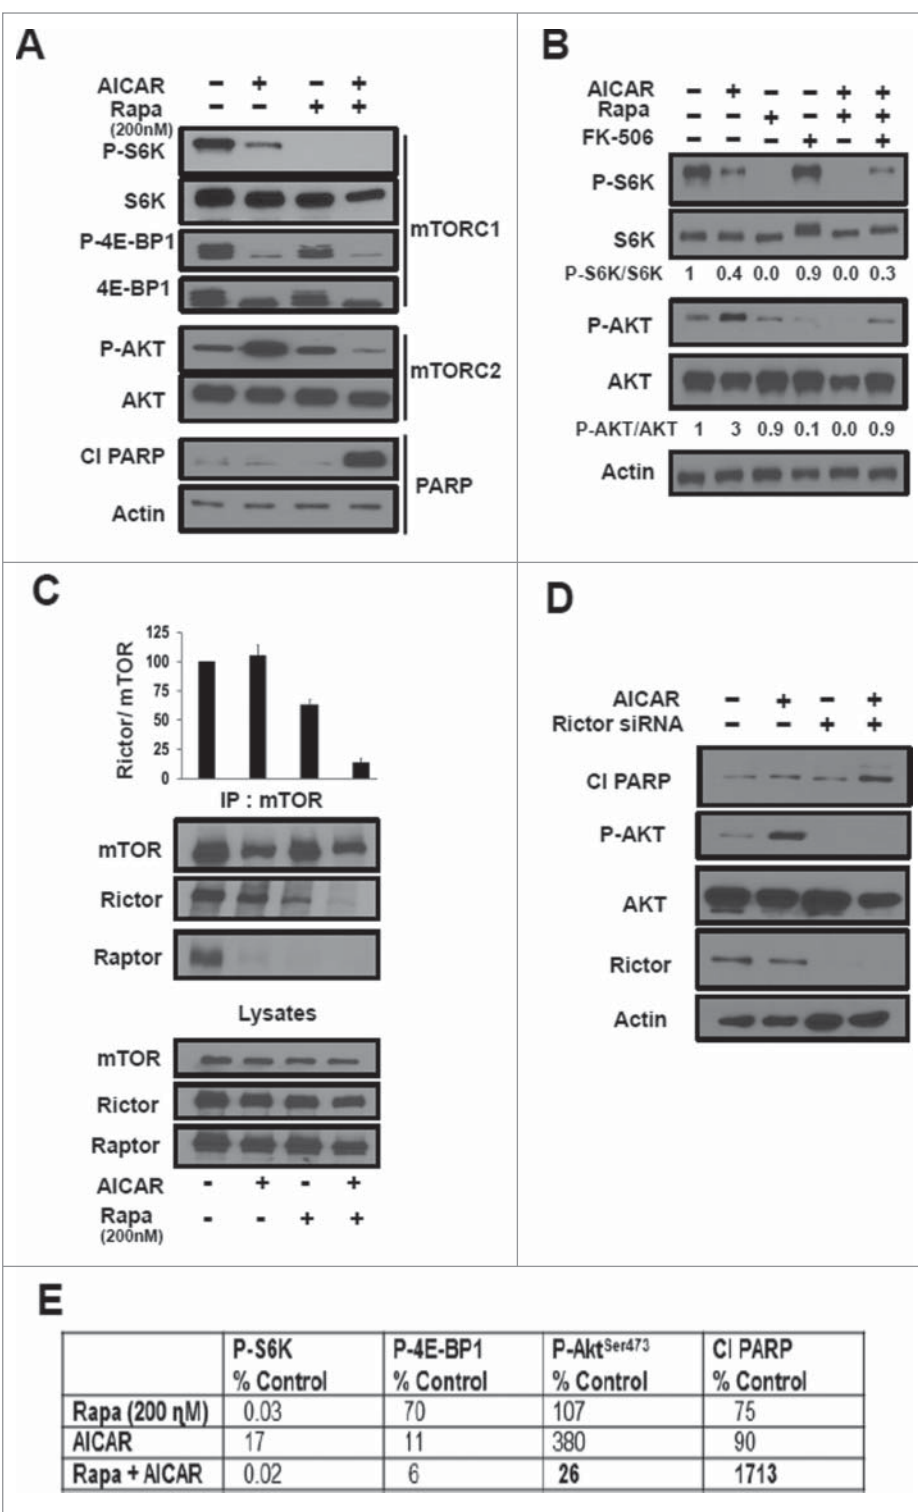 A
AICAR - + - +
Rapa - - + +
(200nM)
P-S6K
S6K
P-4E-BP1
4E-BP1
mTORC1
P-AKT
AKT
mTORC2
Cl PARP
Actin
PARP
B
AICAR - + - - + +
Rapa - - + - + +
FK-506 - - - + - +
P-S6K
S6K
P-S6K/S6K 1 0.4 0.0 0.9 0.0 0.3
P-AKT
AKT
P-AKT/AKT 1 3 0.9 0.1 0.0 0.9
Actin
C
Rictor/ mTOR
125
100
75
50
25
0
IP : mTOR
mTOR
Rictor
Raptor
Lysates
mTOR
Rictor
Raptor
AICAR - + - +
Rapa - - + +
(200nM)
D
AICAR - + - +
Rictor siRNA - - + +
Cl PARP
P-AKT
AKT
Rictor
Actin
E
P-S6K P-4E-BP1 P-Akt^Ser473 Cl PARP
% Control % Control % Control % Control
Rapa (200 ηM) 0.03 70 107 75
AICAR 17 11 380 90
Rapa + AICAR 0.02 6 26 1713